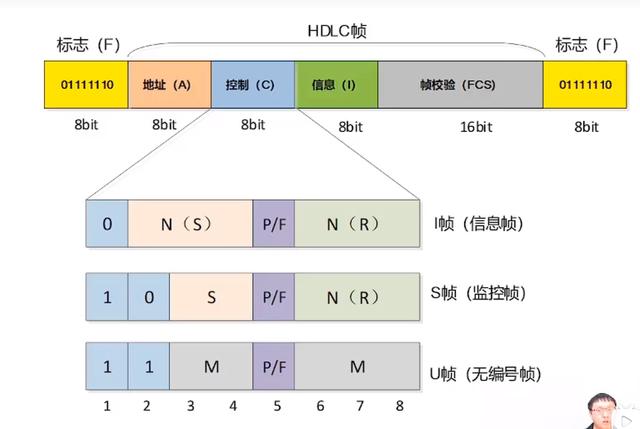 HDLC帧
标志（F）
标志（F）
01111110
地址（A）
控制（C）
信息（I）
帧校验（FCS）
01111110
8bit
8bit
8bit
8bit
16bit
8bit
0
N（S）
P/F
N（R）
I帧（信息帧）
1
0
S
P/F
N（R）
S帧（监控帧）
1
1
M
P/F
M
U帧（无编号帧）
1
2
3
4
5
6
7
8